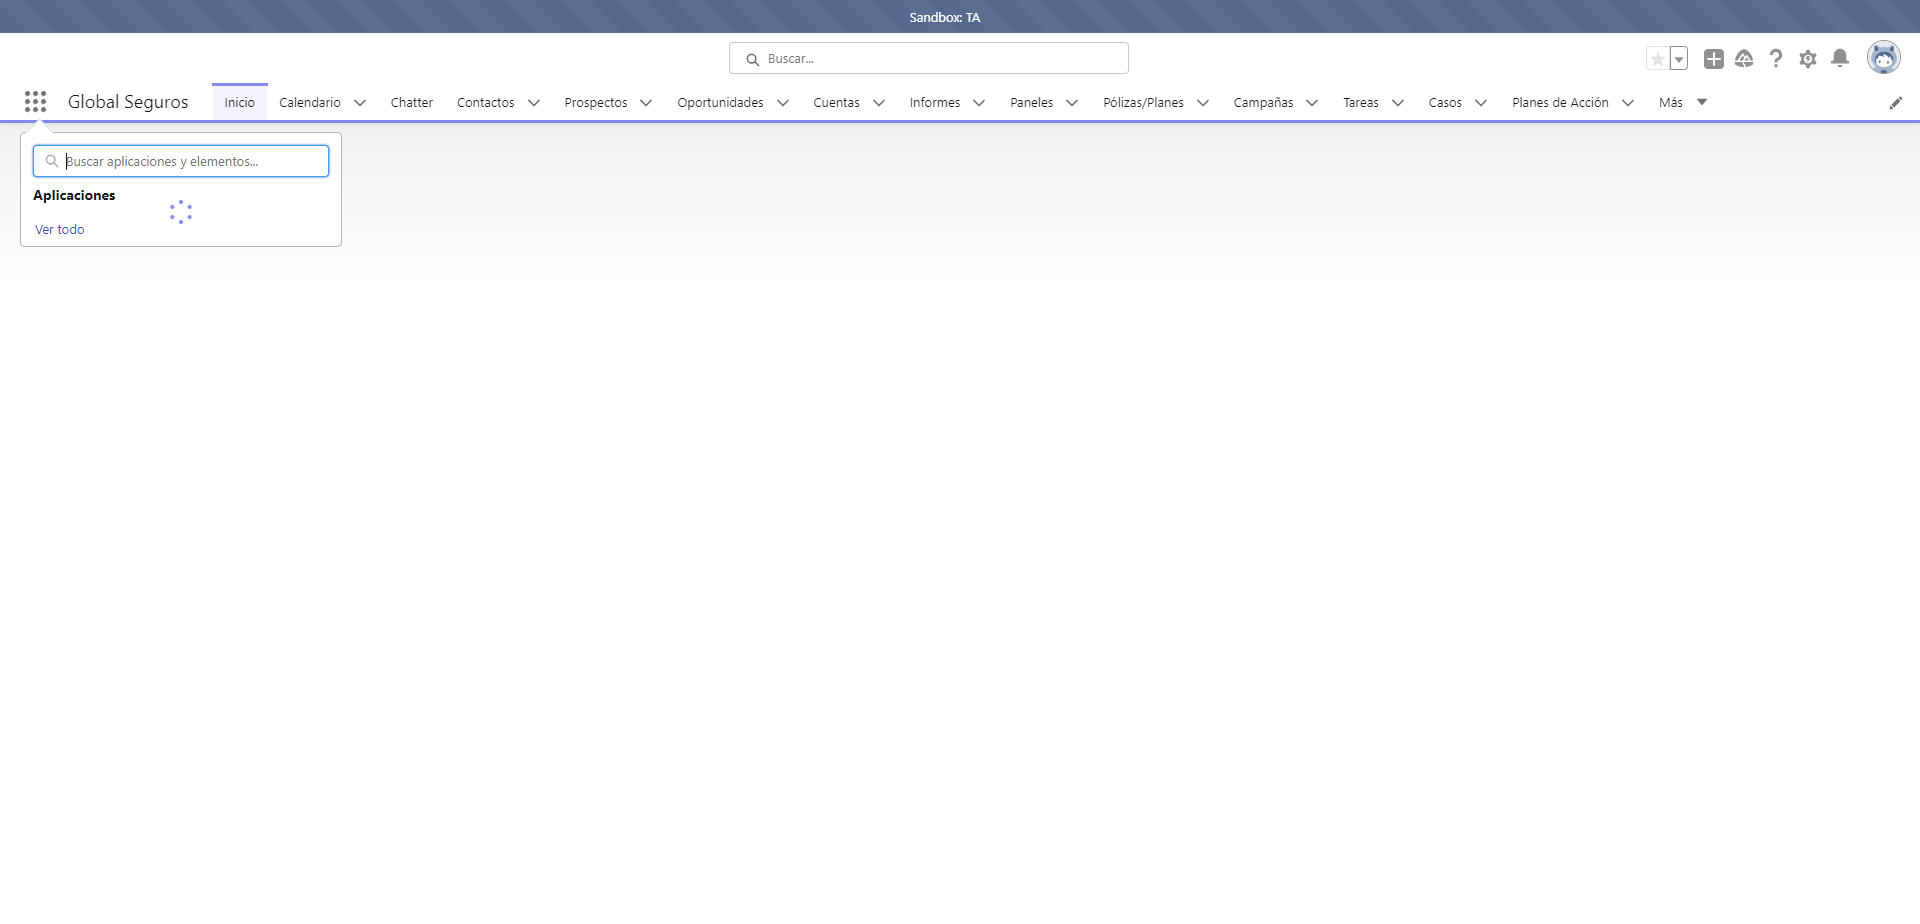 Sandbox: TA
Buscar...
Global Seguros
Inicio
Calendario
Chatter
Contactos
Prospectos
Oportunidades
Cuentas
Informes
Paneles
Pólizas/Planes
Campañas
Tareas
Casos
Planes de Acción
Más
Buscar aplicaciones y elementos...
Aplicaciones
Ver todo